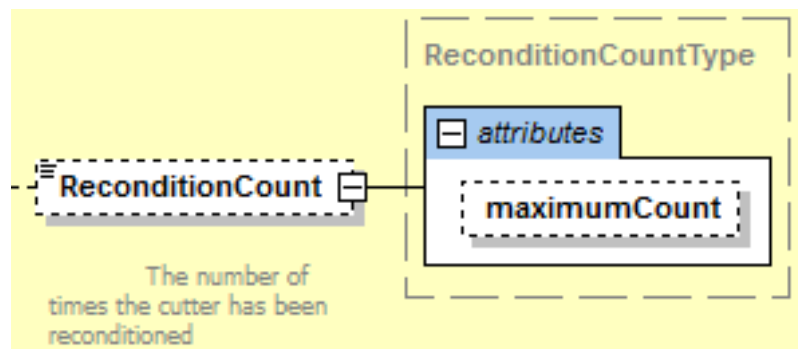 ReconditionCountType
attributes
ReconditionCount
maximumCount
The number of
times the cutter has been
reconditioned